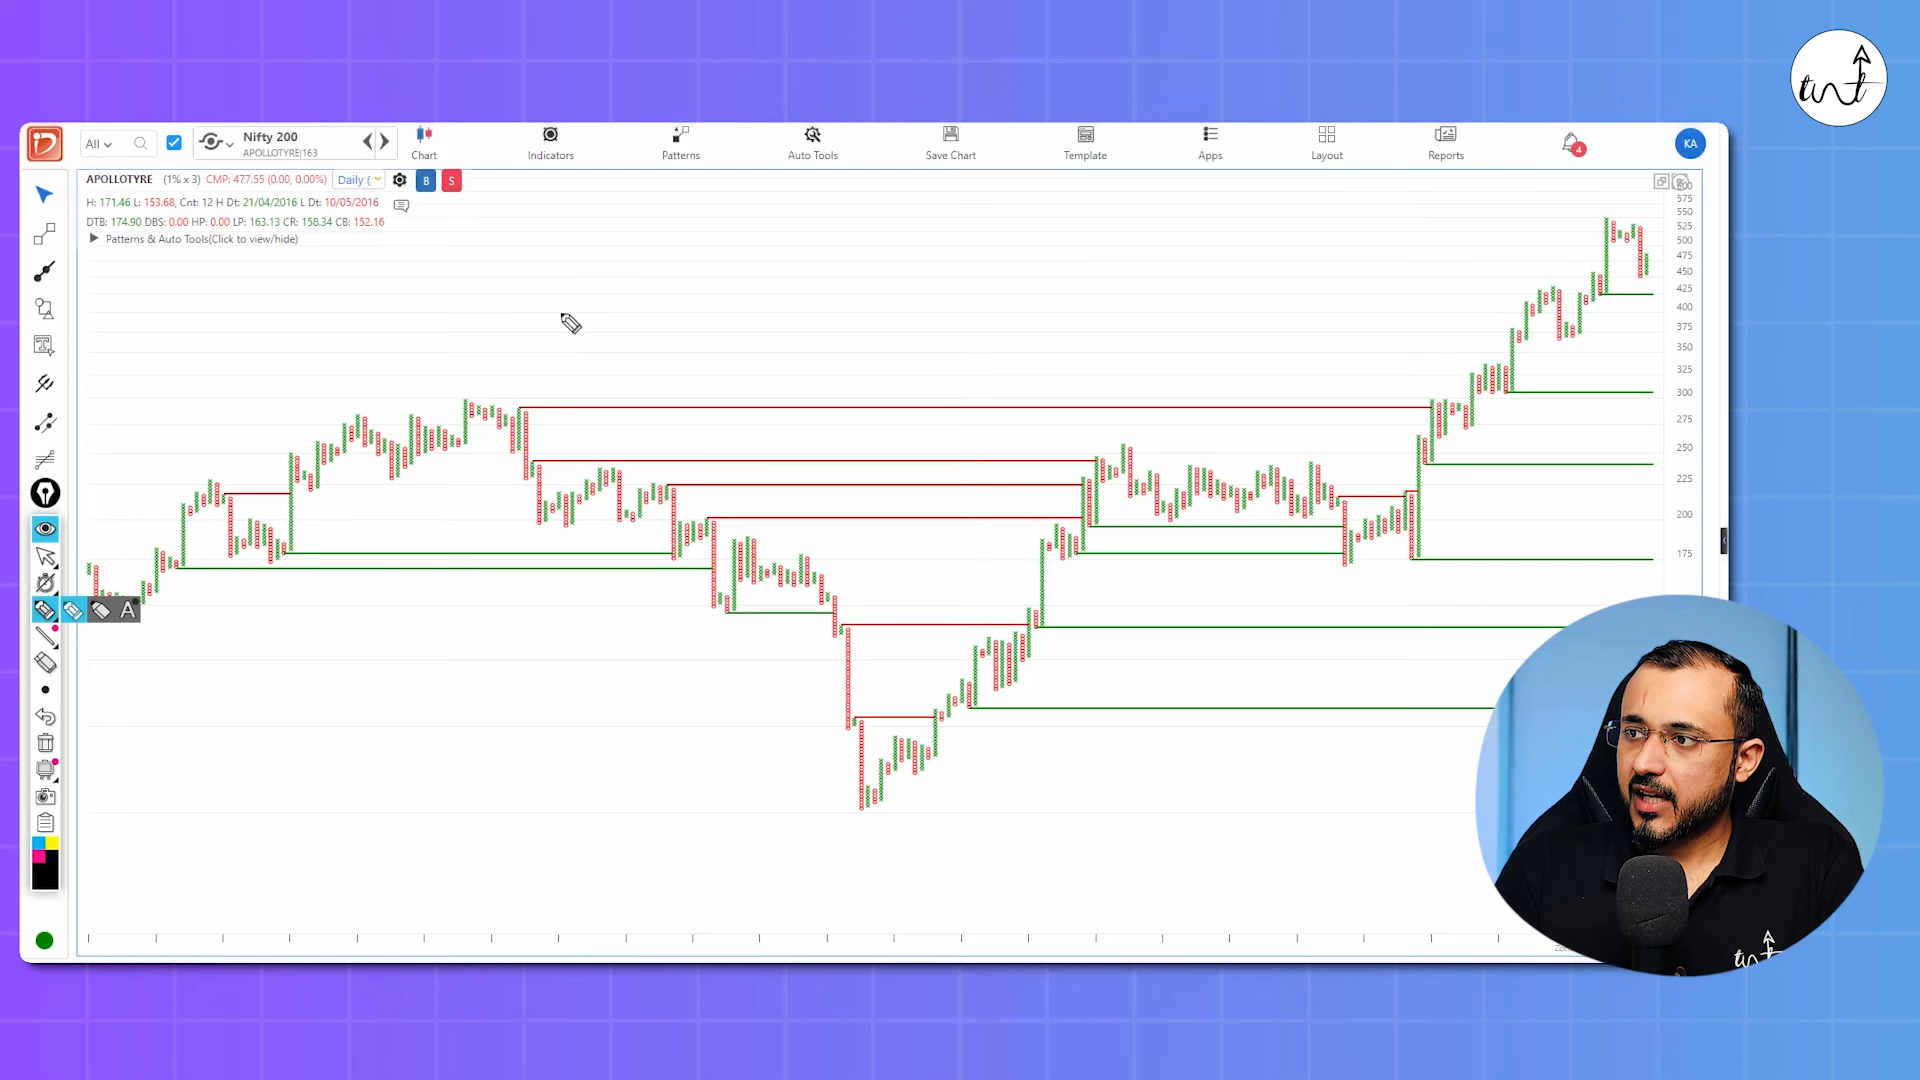 twt
All
Nifty 200
APOLLOTYRE|163
Chart
Indicators
Patterns
Auto Tools
Save Chart
Template
Apps
Layout
Reports
4
KA
APOLLOTYRE (1% x 3) CMP: 477.55 (0.00, 0.00%) Daily ( B S
H: 171.46 L: 153.68, Cnt: 12 H Dt: 21/04/2016 L Dt: 10/05/2016
DTB: 174.90 DBS: 0.00 HP: 0.00 LP: 163.13 CR: 158.34 CB: 152.16
Patterns & Auto Tools(Click to view/hide)
575
550
525
500
475
450
425
400
375
350
325
300
275
250
225
200
175
A
twt